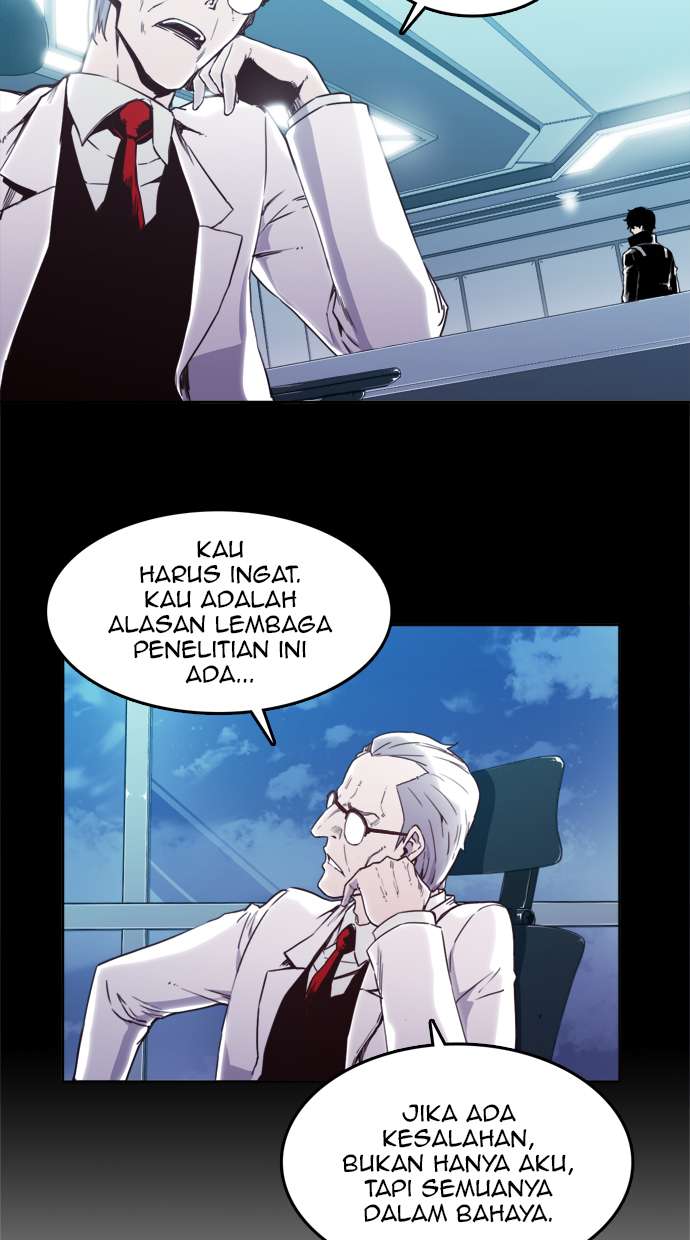 KAU
HARUS INGAT.
KAU ADALAH
ALASAN LEMBAGA
PENELITIAN INI
ADA...
JIKA ADA
KESALAHAN,
BUKAN HANYA AKU,
TAPI SEMUANYA
DALAM BAHAYA.